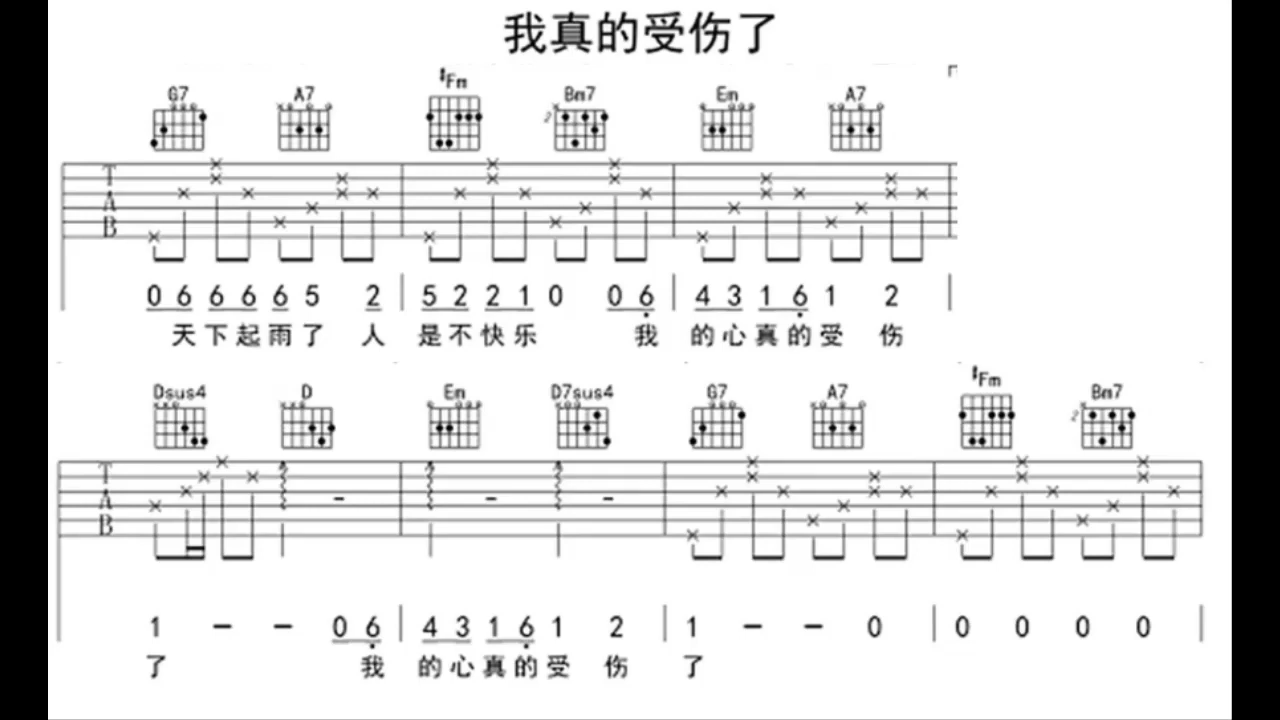 我真的受伤了
G7 A7 #Fm Bm7 Em A7
2
T
A
B
0 6 6 6 6 5 2 5 2 2 1 0 0 6 4 3 1 6 1 2
天下起雨了 人 是不快乐 我 的心真的受 伤
Dsus4 D Em D7sus4 G7 A7 #Fm Bm7
2
T
A
B
1 - - 0 6 4 3 1 6 1 2 1 - - 0 0 0 0 0
了 我 的心真的受 伤 了